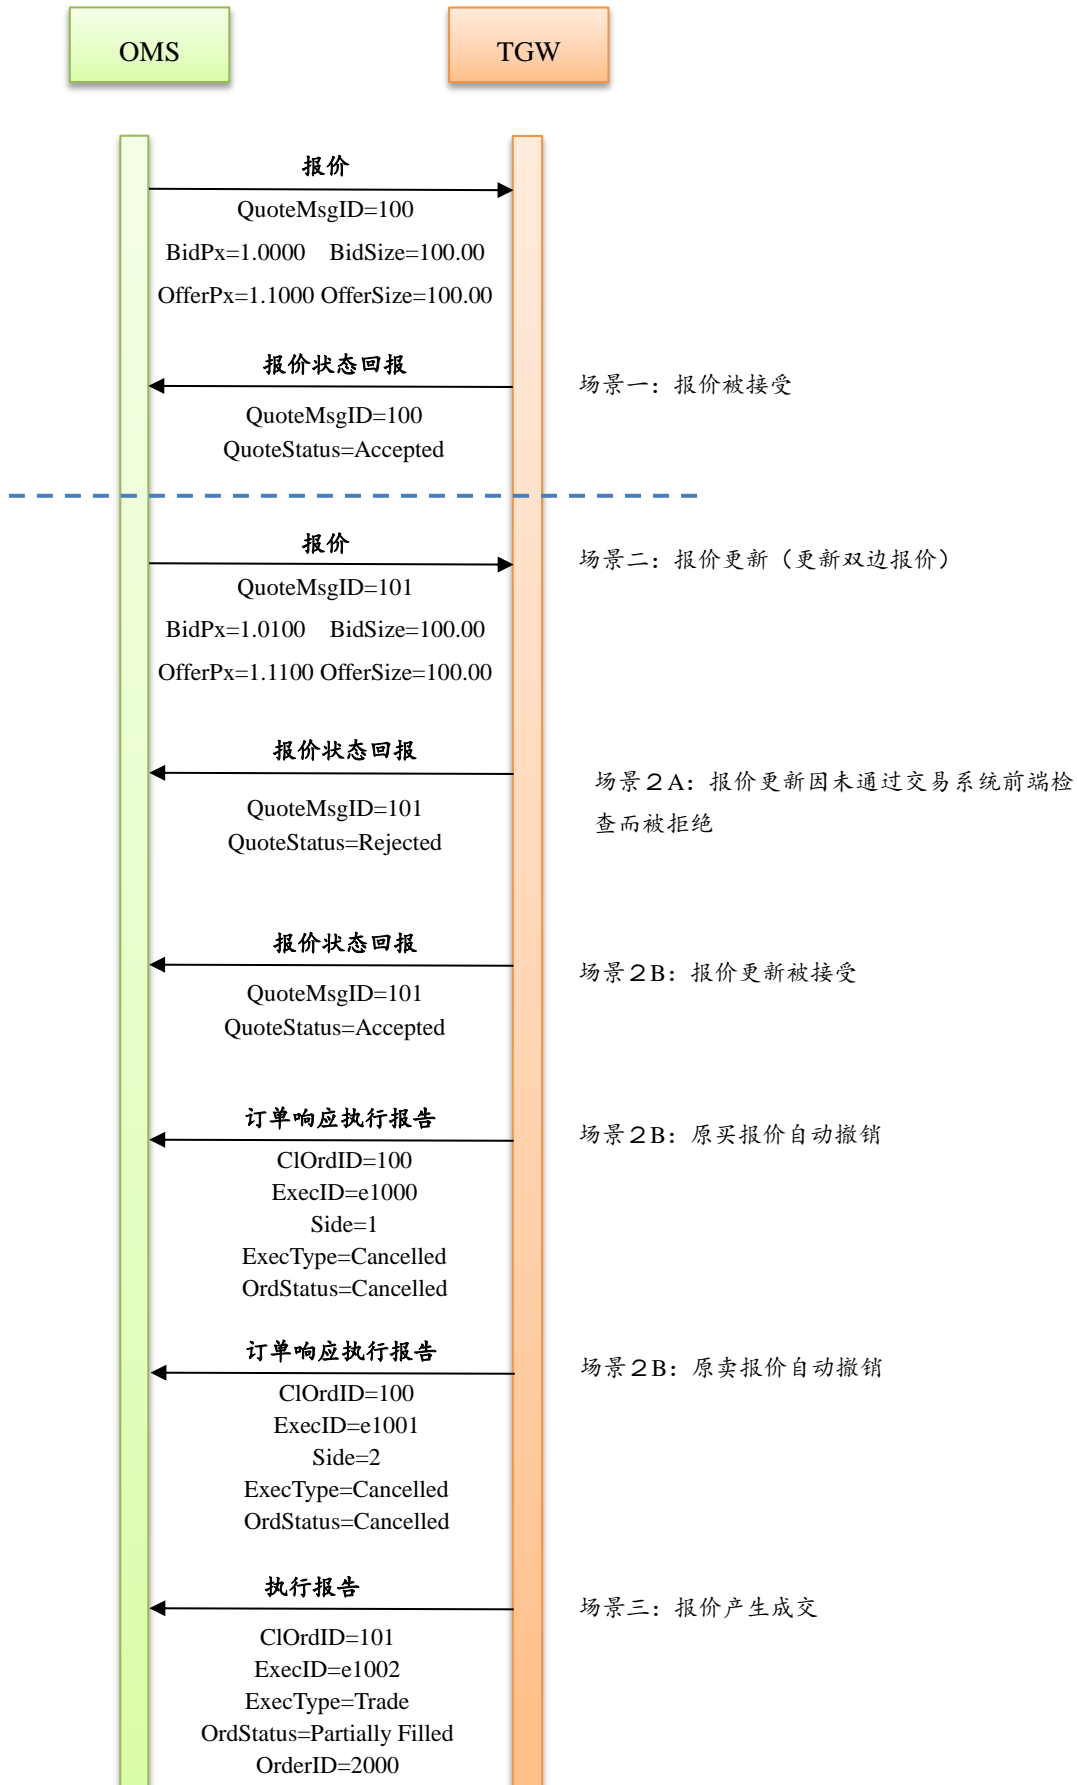 OMS
TGW
报价
QuoteMsgID=100
BidPx=1.0000 BidSize=100.00
OfferPx=1.1000 OfferSize=100.00
报价状态回报
场景一：报价被接受
QuoteMsgID=100
QuoteStatus=Accepted
报价
场景二：报价更新（更新双边报价）
QuoteMsgID=101
BidPx=1.0100 BidSize=100.00
OfferPx=1.1100 OfferSize=100.00
报价状态回报
场景２A：报价更新因未通过交易系统前端检
查而被拒绝
QuoteMsgID=101
QuoteStatus=Rejected
报价状态回报
场景２B：报价更新被接受
QuoteMsgID=101
QuoteStatus=Accepted
订单响应执行报告
场景２B：原买报价自动撤销
ClOrdID=100
ExecID=e1000
Side=1
ExecType=Cancelled
OrdStatus=Cancelled
订单响应执行报告
场景２B：原卖报价自动撤销
ClOrdID=100
ExecID=e1001
Side=2
ExecType=Cancelled
OrdStatus=Cancelled
执行报告
场景三：报价产生成交
ClOrdID=101
ExecID=e1002
ExecType=Trade
OrdStatus=Partially Filled
OrderID=2000